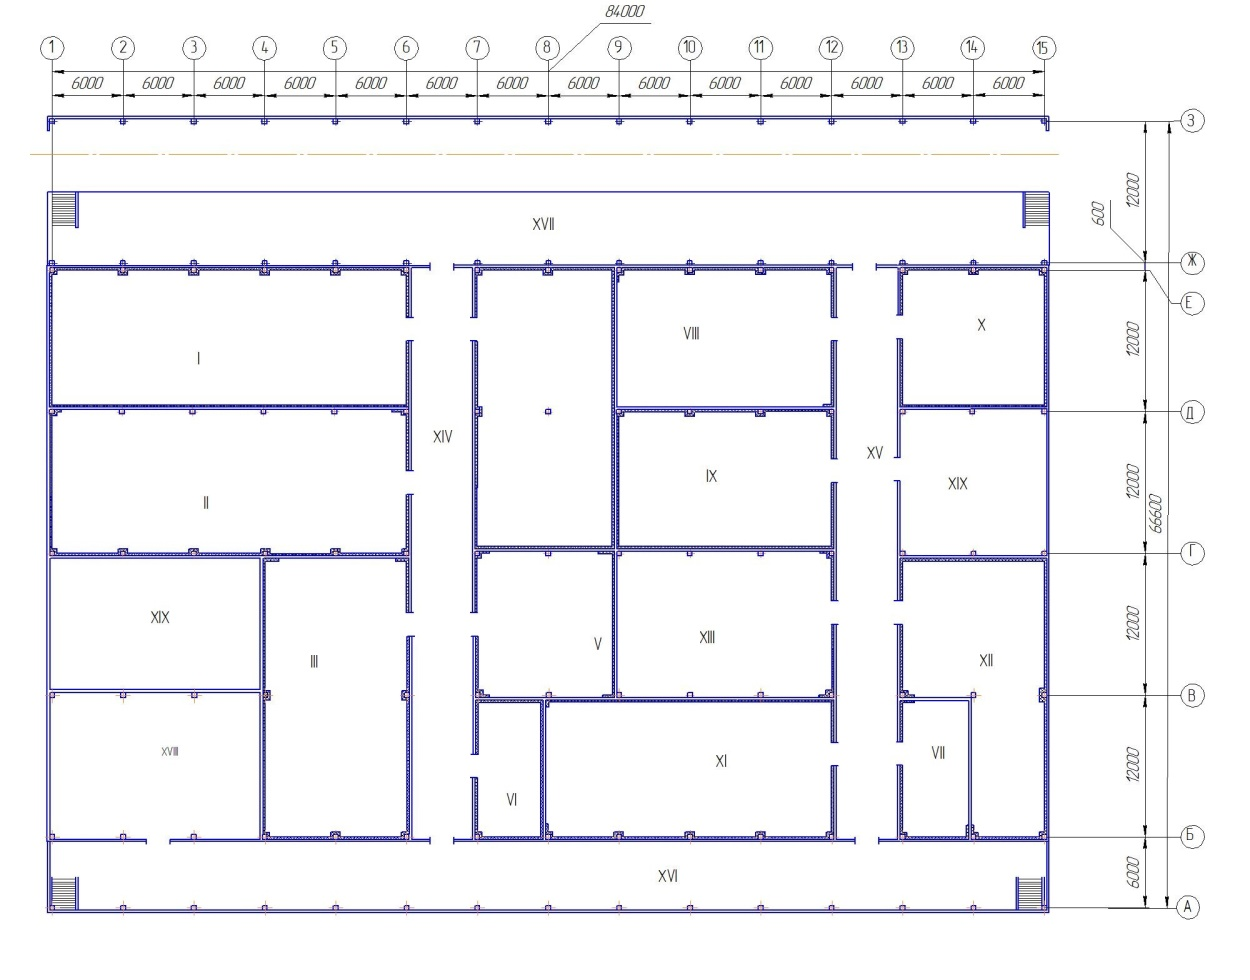 84000
1 2 3 4 5 6 7 8 9 10 11 12 13 14 15
6000 6000 6000 6000 6000 6000 6000 6000 6000 6000 6000 6000 6000 6000
З
12000
600
XVII
Ж
Е
I
VIII
X
12000
Д
XIV
XV
II
IX
XIX
12000
66600
Г
XIX
III
V
XIII
XII
12000
В
XVIII
VI
XI
VII
12000
Б
XVI
6000
А